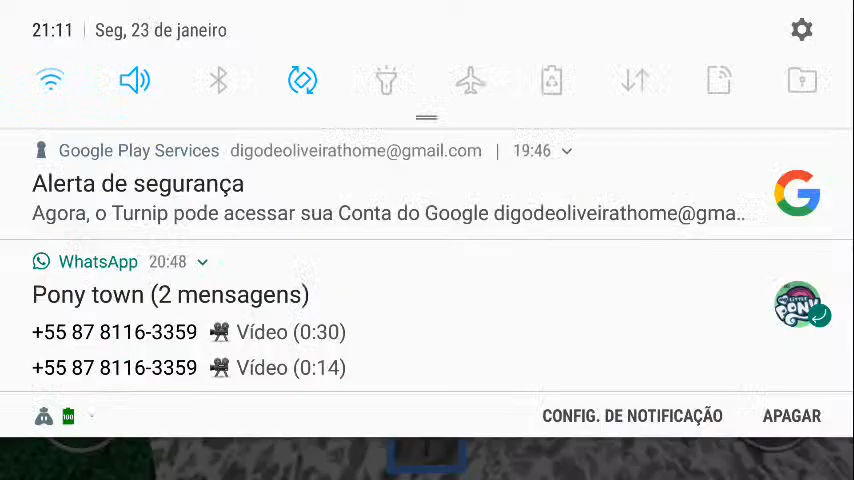 21:11 | Seg, 23 de janeiro
Google Play Services digodeoliveirathome@gmail.com | 19:46
Alerta de segurança
Agora, o Turnip pode acessar sua Conta do Google digodeoliveirathome@gma..
WhatsApp 20:48
Pony town (2 mensagens)
PONY
+55 87 8116-3359 Vídeo (0:30)
+55 87 8116-3359 Vídeo (0:14)
100
CONFIG. DE NOTIFICAÇÃO APAGAR